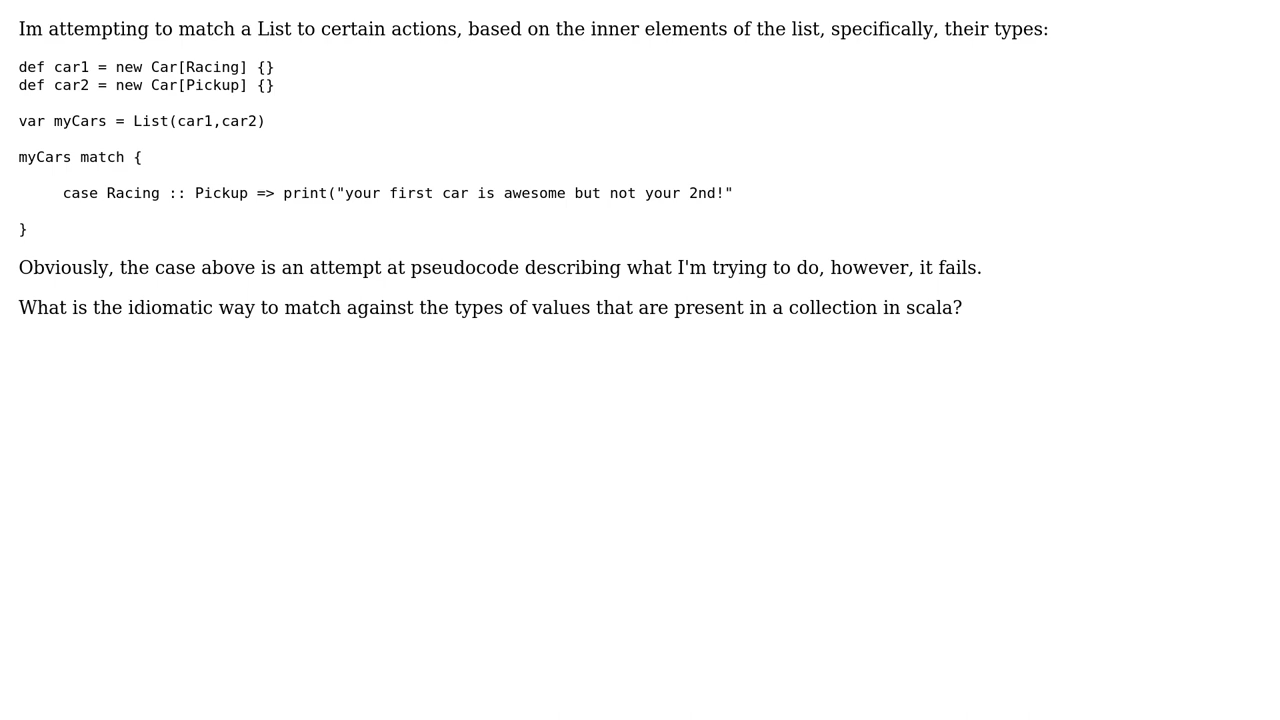 Im attempting to match a List to certain actions, based on the inner elements of the list, specifically, their types:
def car1 = new Car[Racing] {}
def car2 = new Car[Pickup] {}
var myCars = List(car1,car2)
myCars match {
     case Racing :: Pickup => print("your first car is awesome but not your 2nd!"
}
Obviously, the case above is an attempt at pseudocode describing what I'm trying to do, however, it fails.
What is the idiomatic way to match against the types of values that are present in a collection in scala?